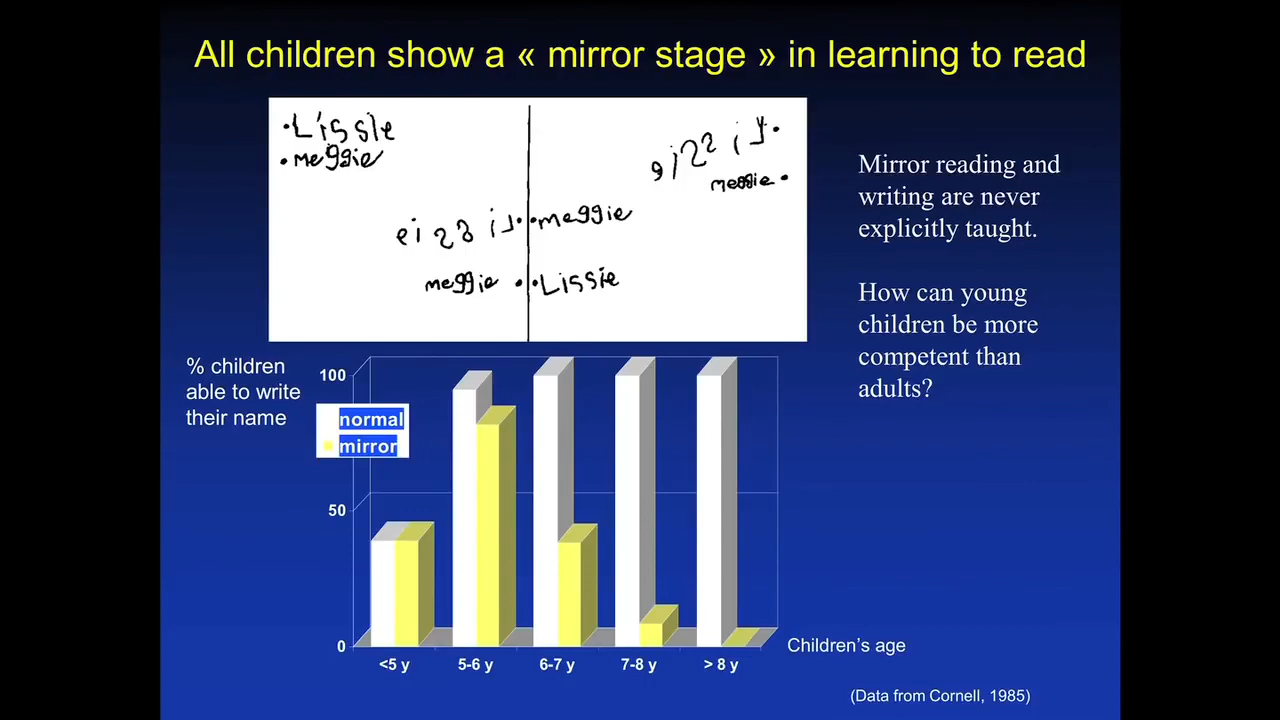 All children show a « mirror stage » in learning to read
•Lissie
•meggie
meggie •
•meggie
meggie •
•Lissie
Mirror reading and
writing are never
explicitly taught.
How can young
children be more
competent than
adults?
% children
able to write
their name
100
50
0
normal
mirror
<5 y
5-6 y
6-7 y
7-8 y
> 8 y
Children’s age
(Data from Cornell, 1985)